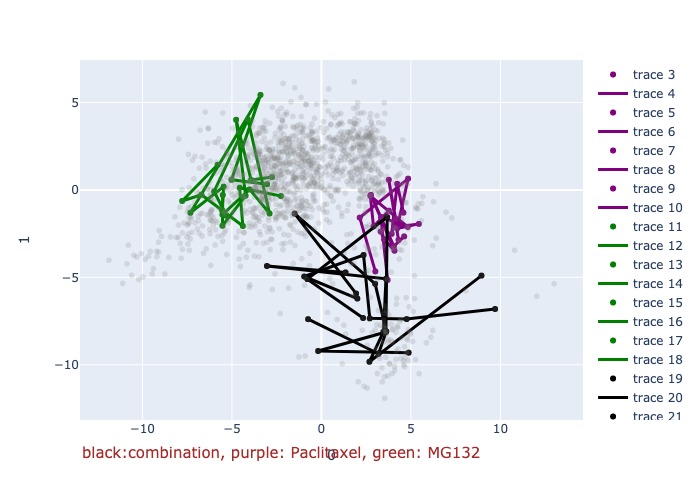 5
0
−5
−10
1
−10
−5
0
5
10
0
black:combination, purple: Paclitaxel, green: MG132
trace 3
trace 4
trace 5
trace 6
trace 7
trace 8
trace 9
trace 10
trace 11
trace 12
trace 13
trace 14
trace 15
trace 16
trace 17
trace 18
trace 19
trace 20
trace 21